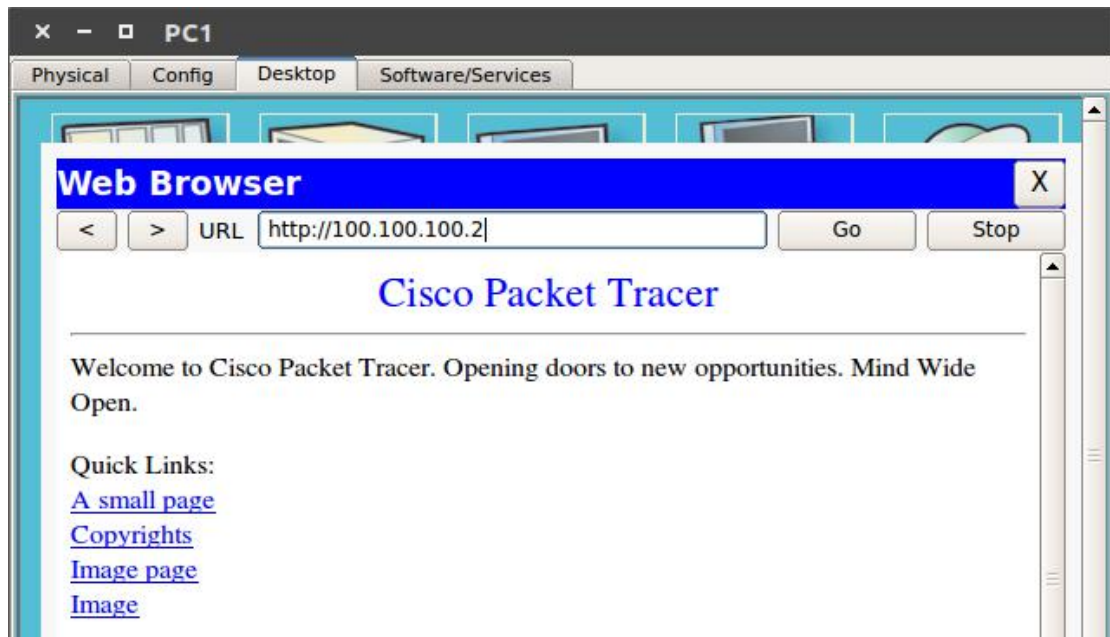 PC1
Physical Config Desktop Software/Services
Web Browser X
< > URL http://100.100.100.2 Go Stop
Cisco Packet Tracer
Welcome to Cisco Packet Tracer. Opening doors to new opportunities. Mind Wide
Open.
Quick Links:
A small page
Copyrights
Image page
Image